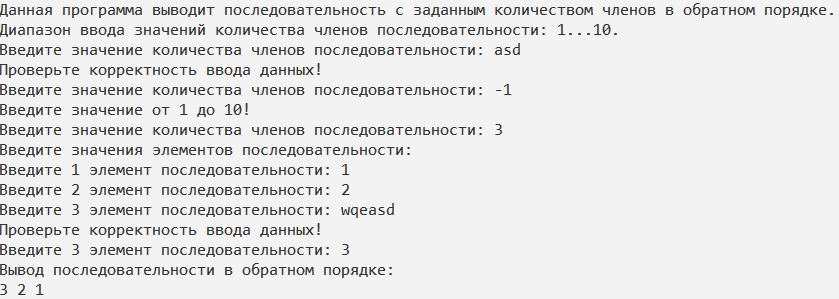 Данная программа выводит последовательность с заданным количеством членов в обратном порядке.
Диапазон ввода значений количества членов последовательности: 1...10.
Введите значение количества членов последовательности: asd
Проверьте корректность ввода данных!
Введите значение количества членов последовательности: -1
Введите значение от 1 до 10!
Введите значение количества членов последовательности: 3
Введите значения элементов последовательности:
Введите 1 элемент последовательности: 1
Введите 2 элемент последовательности: 2
Введите 3 элемент последовательности: wqeasd
Проверьте корректность ввода данных!
Введите 3 элемент последовательности: 3
Вывод последовательности в обратном порядке:
3 2 1